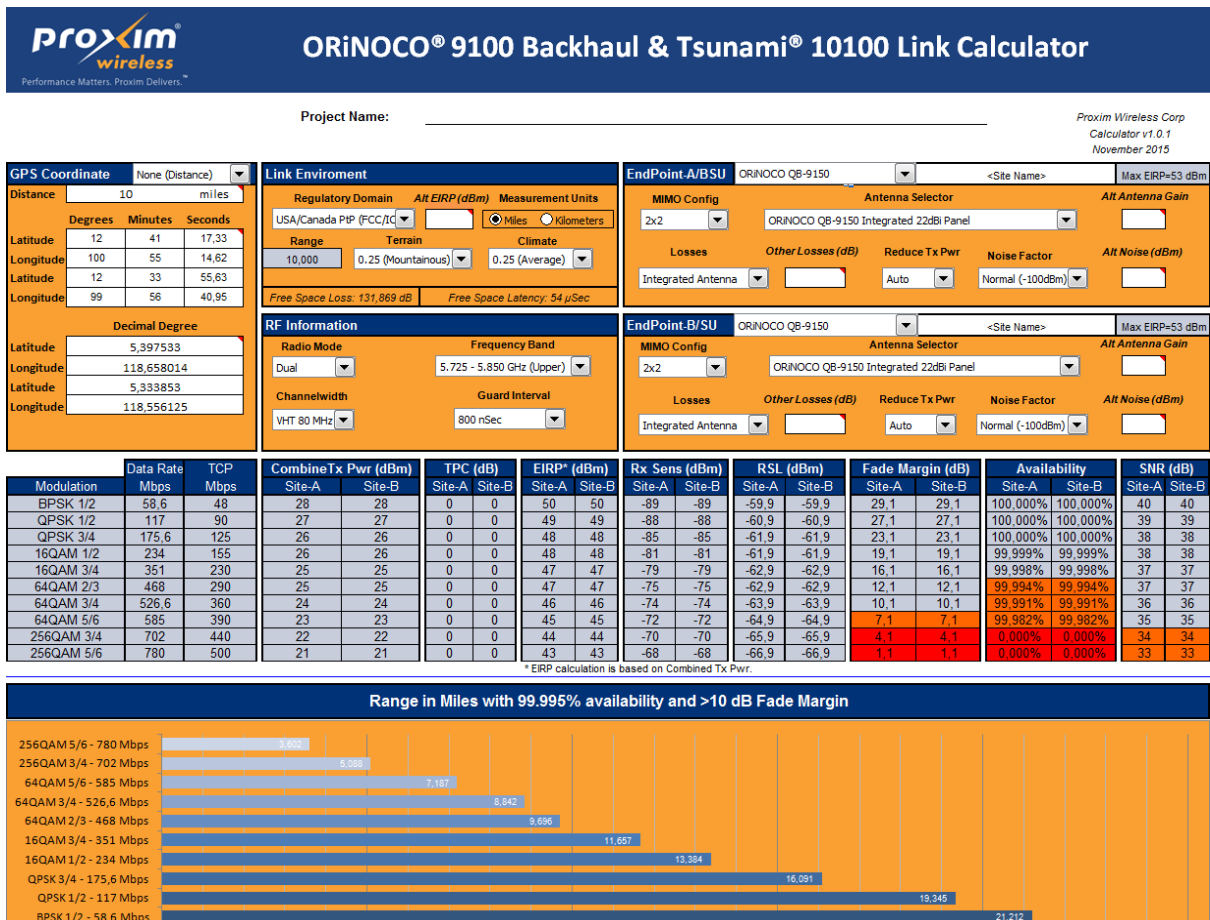 proxim®
wireless
Performance Matters. Proxim Delivers.™
ORiNOCO® 9100 Backhaul & Tsunami® 10100 Link Calculator
Project Name:
Proxim Wireless Corp
Calculator v1.0.1
November 2015
GPS Coordinate None (Distance)
Distance 10 miles
Degrees Minutes Seconds
Latitude 12 41 17,33
Longitude 100 55 14,62
Latitude 12 33 55,63
Longitude 99 56 40,95
Decimal Degree
Latitude 5,397533
Longitude 118,658014
Latitude 5,333853
Longitude 118,556125
Link Enviroment
Regulatory Domain Alt EIRP (dBm) Measurement Units
USA/Canada PtP (FCC/IC Miles Kilometers
Range Terrain Climate
10,000 0.25 (Mountainous) 0.25 (Average)
Free Space Loss: 131,869 dB Free Space Latency: 54 µSec
RF Information
Radio Mode Frequency Band
Dual 5.725 - 5.850 GHz (Upper)
Channelwidth Guard Interval
VHT 80 MHz 800 nSec
EndPoint-A/BSU ORiNOCO QB-9150 <Site Name> Max EIRP=53 dBm
MIMO Config Antenna Selector Alt Antenna Gain
2x2 ORiNOCO QB-9150 Integrated 22dBi Panel
Losses Other Losses (dB) Reduce Tx Pwr Noise Factor Alt Noise (dBm)
Integrated Antenna Auto Normal (-100dBm)
EndPoint-B/SU ORiNOCO QB-9150 <Site Name> Max EIRP=53 dBm
MIMO Config Antenna Selector Alt Antenna Gain
2x2 ORiNOCO QB-9150 Integrated 22dBi Panel
Losses Other Losses (dB) Reduce Tx Pwr Noise Factor Alt Noise (dBm)
Integrated Antenna Auto Normal (-100dBm)
Data Rate TCP CombineTx Pwr (dBm) TPC (dB) EIRP* (dBm) Rx Sens (dBm) RSL (dBm) Fade Margin (dB) Availability SNR (dB)
Modulation Mbps Mbps Site-A Site-B Site-A Site-B Site-A Site-B Site-A Site-B Site-A Site-B Site-A Site-B Site-A Site-B Site-A Site-B
BPSK 1/2 58,6 48 28 28 0 0 50 50 -89 -89 -59,9 -59,9 29,1 29,1 100,000% 100,000% 40 40
QPSK 1/2 117 90 27 27 0 0 49 49 -88 -88 -60,9 -60,9 27,1 27,1 100,000% 100,000% 39 39
QPSK 3/4 175,6 125 26 26 0 0 48 48 -85 -85 -61,9 -61,9 23,1 23,1 100,000% 100,000% 38 38
16QAM 1/2 234 155 26 26 0 0 48 48 -81 -81 -61,9 -61,9 19,1 19,1 99,999% 99,999% 38 38
16QAM 3/4 351 230 25 25 0 0 47 47 -79 -79 -62,9 -62,9 16,1 16,1 99,998% 99,998% 37 37
64QAM 2/3 468 290 25 25 0 0 47 47 -75 -75 -62,9 -62,9 12,1 12,1 99,994% 99,994% 37 37
64QAM 3/4 526,6 360 24 24 0 0 46 46 -74 -74 -63,9 -63,9 10,1 10,1 99,991% 99,991% 36 36
64QAM 5/6 585 390 23 23 0 0 45 45 -72 -72 -64,9 -64,9 7,1 7,1 99,982% 99,982% 35 35
256QAM 3/4 702 440 22 22 0 0 44 44 -70 -70 -65,9 -65,9 4,1 4,1 0,000% 0,000% 34 34
256QAM 5/6 780 500 21 21 0 0 43 43 -68 -68 -66,9 -66,9 1,1 1,1 0,000% 0,000% 33 33
* EIRP calculation is based on Combined Tx Pwr.
Range in Miles with 99.995% availability and >10 dB Fade Margin
256QAM 5/6 - 780 Mbps 3,602
256QAM 3/4 - 702 Mbps 5,088
64QAM 5/6 - 585 Mbps 7,187
64QAM 3/4 - 526,6 Mbps 8,842
64QAM 2/3 - 468 Mbps 9,696
16QAM 3/4 - 351 Mbps 11,657
16QAM 1/2 - 234 Mbps 13,384
QPSK 3/4 - 175,6 Mbps 16,091
QPSK 1/2 - 117 Mbps 19,345
BPSK 1/2 - 58,6 Mbps 21,212